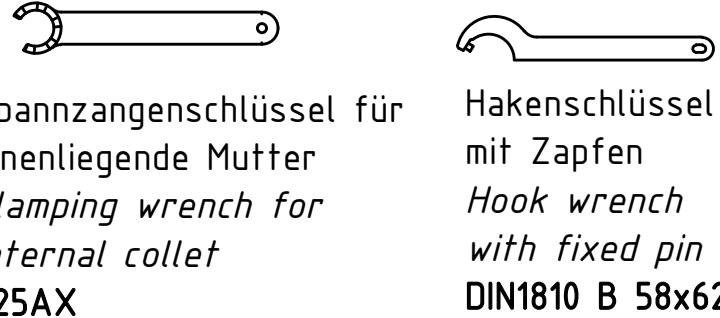 pannzangenschlüssel für
nenliegende Mutter
lamping wrench for
ternal collet
25AX
Hakenschlüssel
mit Zapfen
Hook wrench
with fixed pin
DIN1810 B 58x62